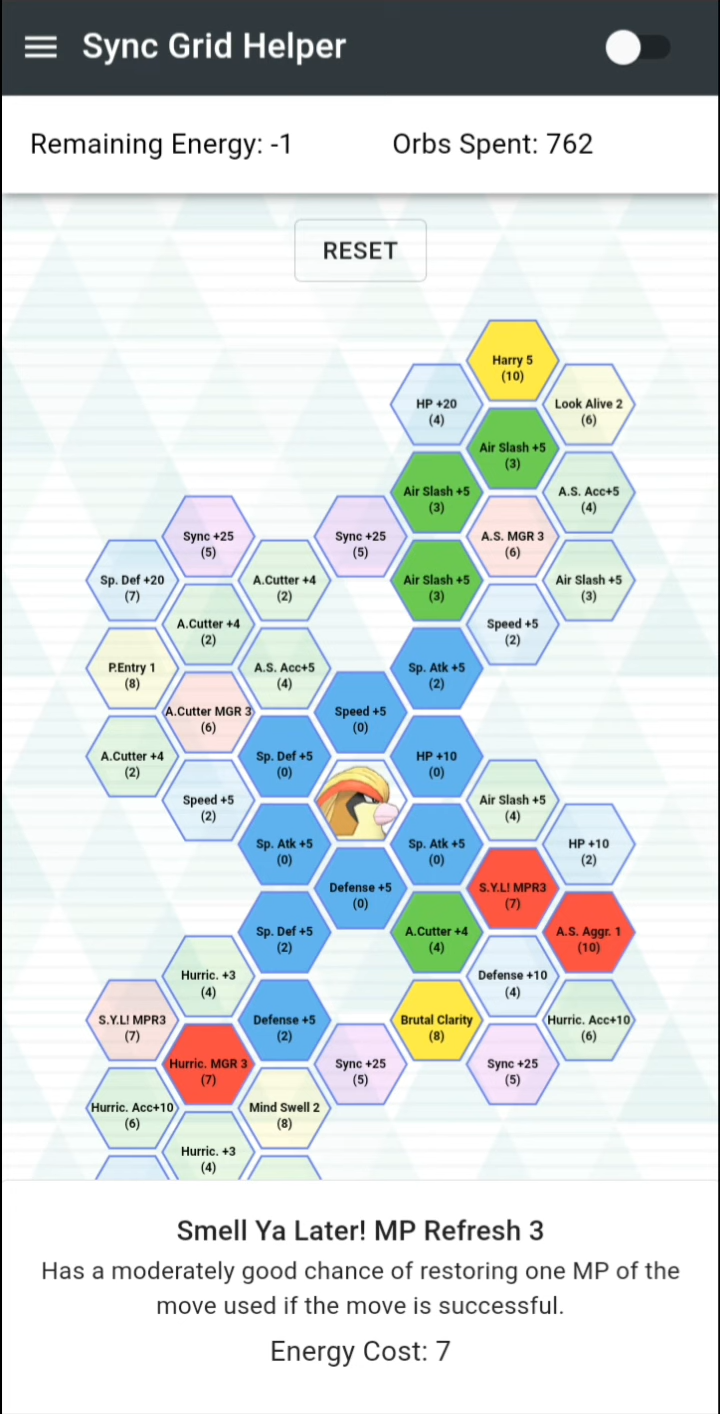 Sync Grid Helper
Remaining Energy: -1 Orbs Spent: 762
RESET
Harry 5
(10)
HP +20
(4)
Look Alive 2
(6)
Air Slash +5
(3)
Air Slash +5
(3)
A.S. Acc+5
(4)
Sync +25
(5)
Sync +25
(5)
A.S. MGR 3
(6)
Sp. Def +20
(7)
A.Cutter +4
(2)
Air Slash +5
(3)
Air Slash +5
(3)
A.Cutter +4
(2)
Speed +5
(2)
P.Entry 1
(8)
A.S. Acc+5
(4)
Sp. Atk +5
(2)
A.Cutter MGR 3
(6)
Speed +5
(0)
A.Cutter +4
(2)
Sp. Def +5
(0)
HP +10
(0)
Speed +5
(2)
Air Slash +5
(4)
Sp. Atk +5
(0)
Sp. Atk +5
(0)
HP +10
(2)
Defense +5
(0)
S.Y.L! MPR3
(7)
Sp. Def +5
(2)
A.Cutter +4
(4)
A.S. Aggr. 1
(10)
Hurric. +3
(4)
Defense +10
(4)
S.Y.L! MPR3
(7)
Defense +5
(2)
Brutal Clarity
(8)
Hurric. Acc+10
(6)
Hurric. MGR 3
(7)
Sync +25
(5)
Sync +25
(5)
Hurric. Acc+10
(6)
Mind Swell 2
(8)
Hurric. +3
(4)
Smell Ya Later! MP Refresh 3
Has a moderately good chance of restoring one MP of the
move used if the move is successful.
Energy Cost: 7